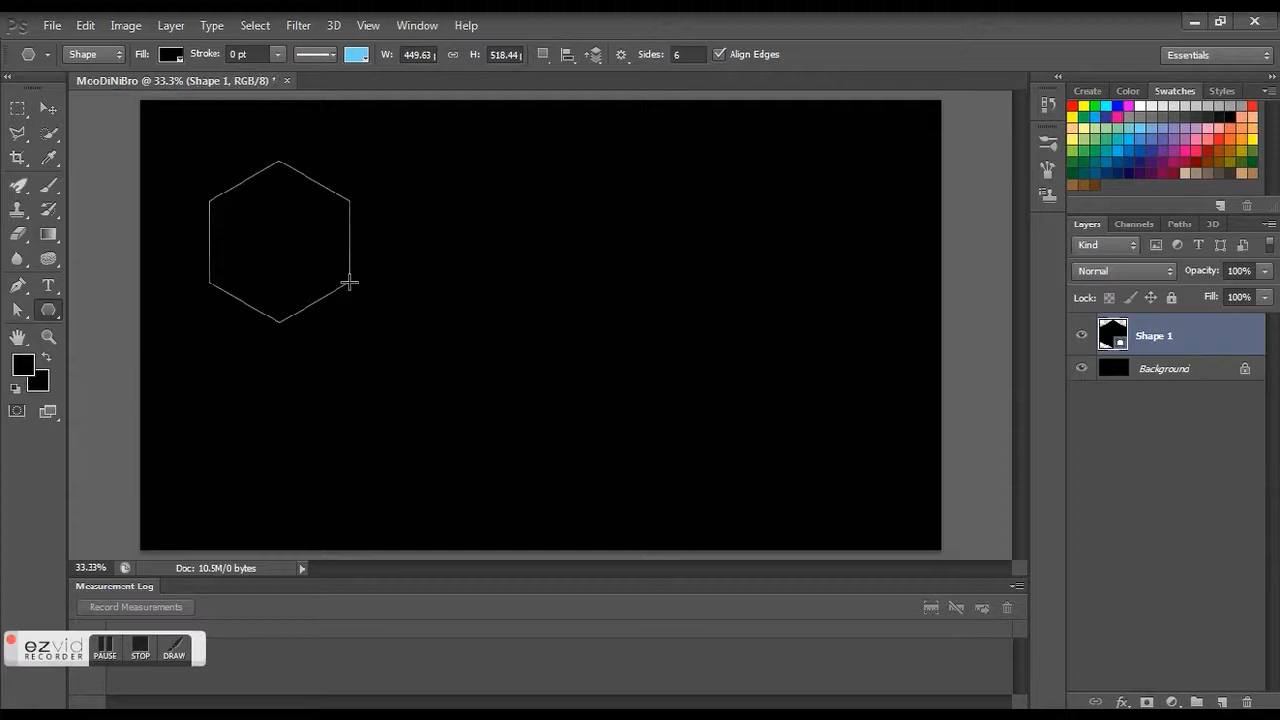 Ps File Edit Image Layer Type Select Filter 3D View Window Help
Shape Fill: Stroke: 0 pt W: 449.63 H: 518.44 Sides: 6 Align Edges Essentials
McoDiNiBro @ 33.3% (Shape 1, RGB/8) * ×
Create Color Swatches Styles
Layers Channels Paths 3D
Kind
Normal Opacity: 100%
Lock: Fill: 100%
Shape 1
Background
33.33% Doc: 10.5M/0 bytes
Measurement Log
Record Measurements
ezvid
RECORDER
PAUSE STOP DRAW